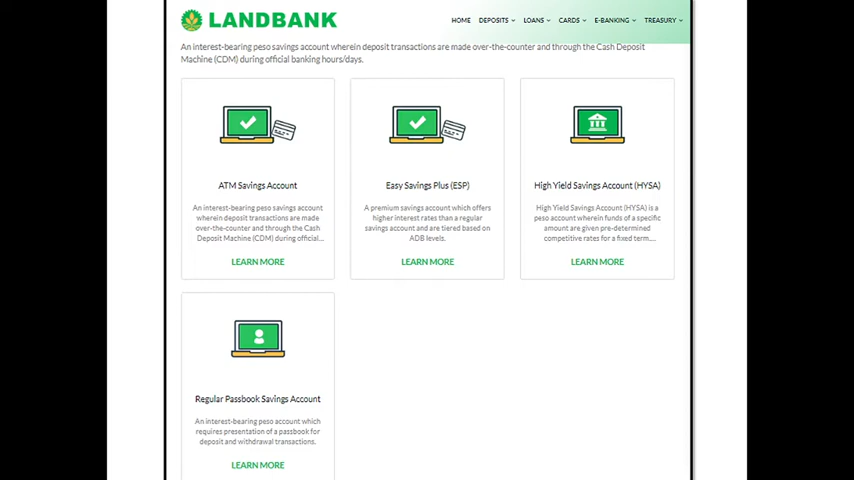 LANDBANK
HOME DEPOSITS LOANS CARDS E-BANKING TREASURY
An interest-bearing peso savings account wherein deposit transactions are made over-the-counter and through the Cash Deposit
Machine (CDM) during official banking hours/days.
ATM Savings Account
An interest-bearing peso savings account
wherein deposit transactions are made
over-the-counter and through the Cash
Deposit Machine (CDM) during official...
LEARN MORE
Easy Savings Plus (ESP)
A premium savings account which offers
higher interest rates than a regular
savings account and are tiered based on
ADB levels.
LEARN MORE
High Yield Savings Account (HYSA)
High Yield Savings Account (HYSA) is a
peso account wherein funds of a specific
amount are given pre-determined
competitive rates for a fixed term....
LEARN MORE
Regular Passbook Savings Account
An interest-bearing peso account which
requires presentation of a passbook for
deposit and withdrawal transactions.
LEARN MORE